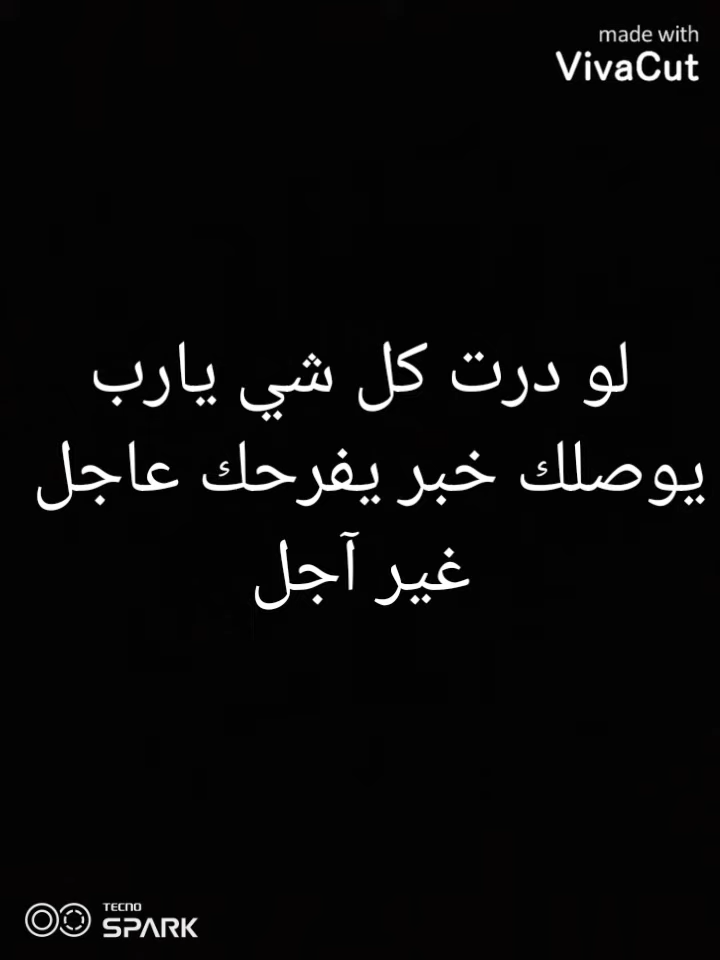 made with
VivaCut
لو درت كل شي يارب
يوصلك خبر يفرحك عاجل
غير آجل
TECNO
SPARK